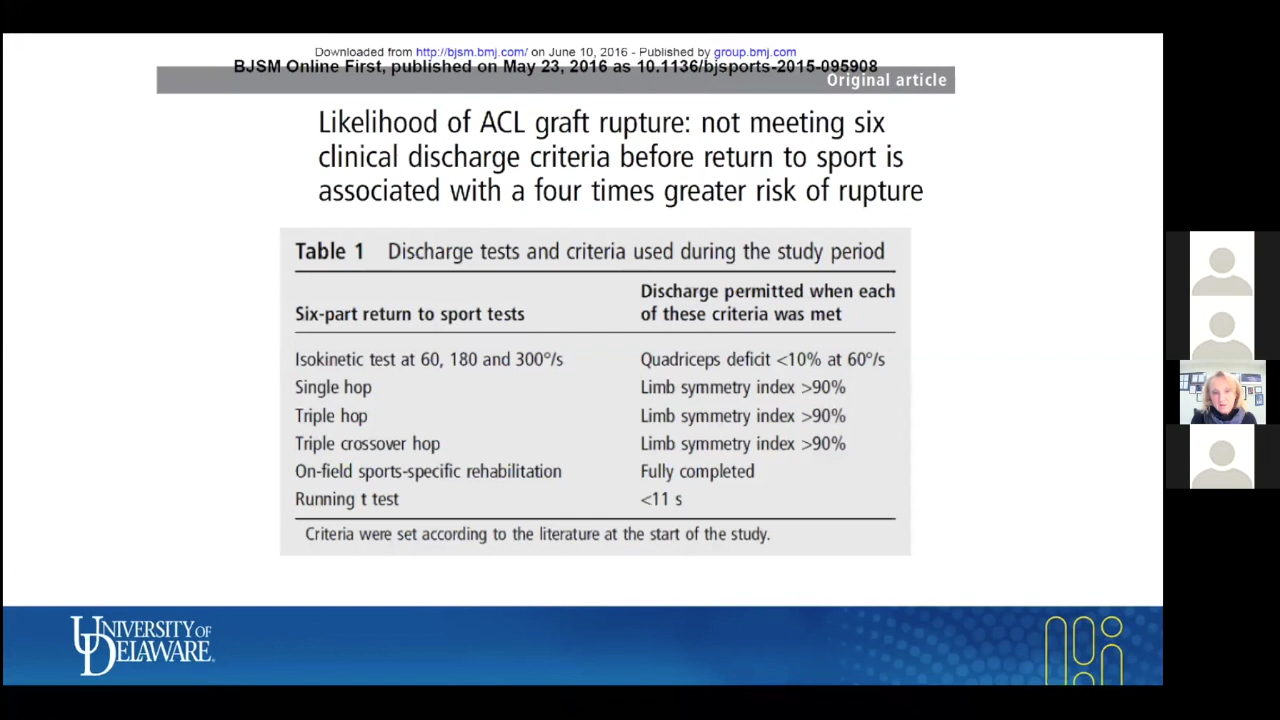 Downloaded from http://bjsm.bmj.com/ on June 10, 2016 - Published by group.bmj.com
BJSM Online First, published on May 23, 2016 as 10.1136/bjsports-2015-095908
Original article
Likelihood of ACL graft rupture: not meeting six
clinical discharge criteria before return to sport is
associated with a four times greater risk of rupture
Table 1 Discharge tests and criteria used during the study period
Six-part return to sport tests
Discharge permitted when each
of these criteria was met
Isokinetic test at 60, 180 and 300°/s Quadriceps deficit <10% at 60°/s
Single hop Limb symmetry index >90%
Triple hop Limb symmetry index >90%
Triple crossover hop Limb symmetry index >90%
On-field sports-specific rehabilitation Fully completed
Running t test <11 s
Criteria were set according to the literature at the start of the study.
UNIVERSITY OF
DELAWARE